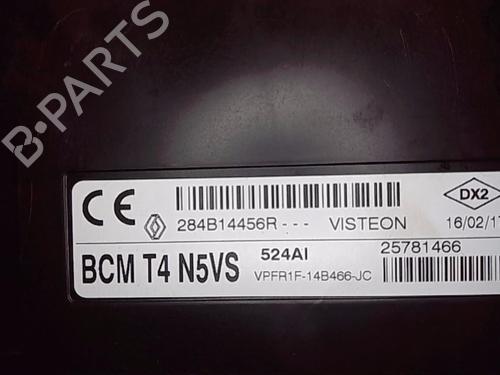 B-PARTS
CE
284B14456R--- VISTEON
DX2
16/02/17
BCM T4 N5VS
524AI
25781466
VPFR1F-14B466-JC